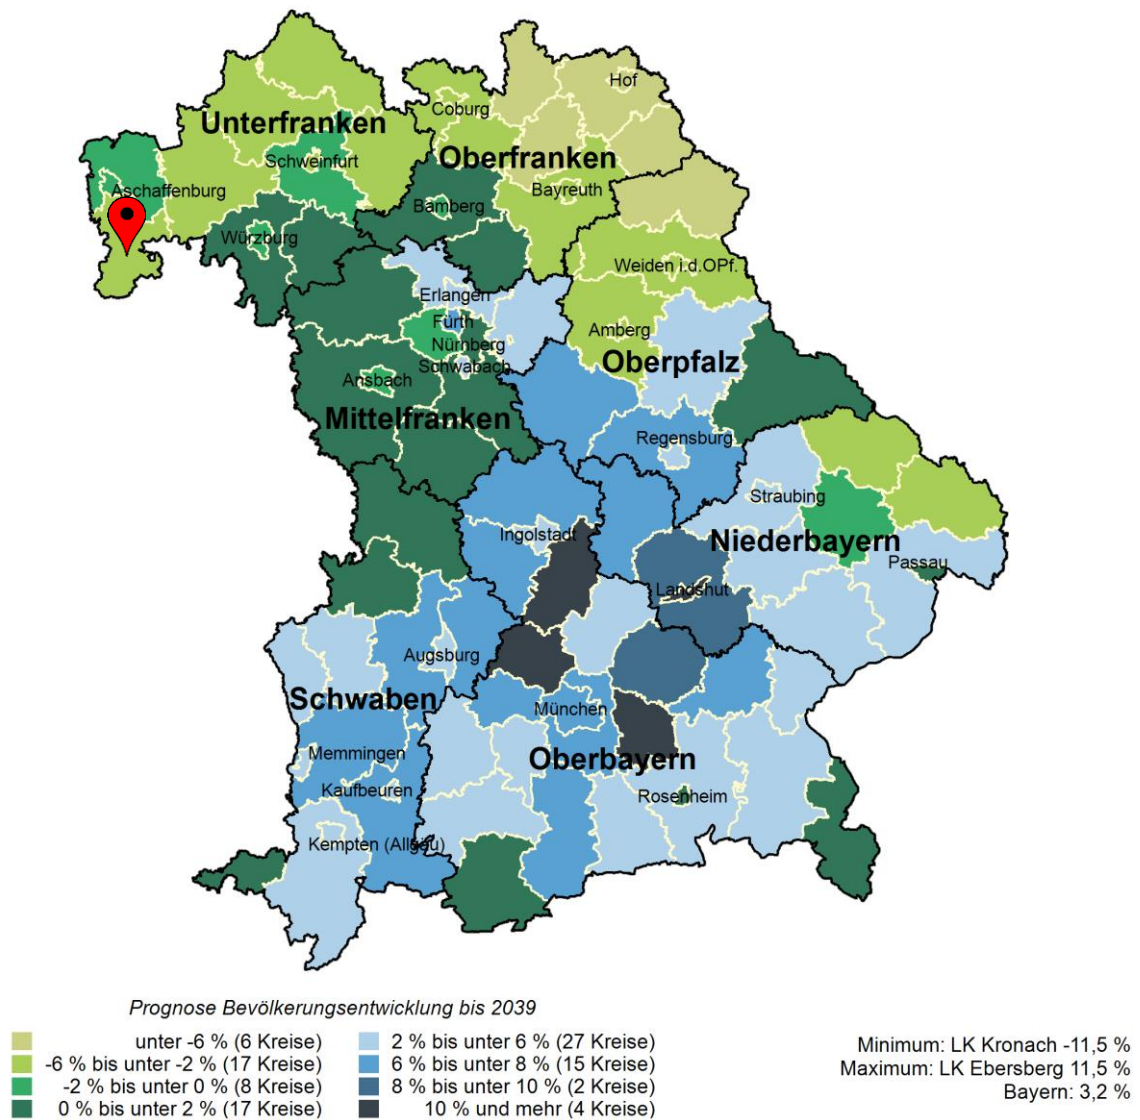 Hof
Coburg
Unterfranken
Oberfranken
Schweinfurt
Aschaffenburg
Bayreuth
Bamberg
Würzburg
Weiden i.d.OPf.
Erlangen
Fürth
Amberg
Nürnberg
Oberpfalz
Schwabach
Ansbach
Mittelfranken
Regensburg
Straubing
Ingolstadt
Niederbayern
Passau
Landshut
Augsburg
Schwaben
München
Memmingen
Oberbayern
Kaufbeuren
Rosenheim
Kempten (Allgäu)
Prognose Bevölkerungsentwicklung bis 2039
unter -6 % (6 Kreise)
-6 % bis unter -2 % (17 Kreise)
-2 % bis unter 0 % (8 Kreise)
0 % bis unter 2 % (17 Kreise)
2 % bis unter 6 % (27 Kreise)
6 % bis unter 8 % (15 Kreise)
8 % bis unter 10 % (2 Kreise)
10 % und mehr (4 Kreise)
Minimum: LK Kronach -11,5 %
Maximum: LK Ebersberg 11,5 %
Bayern: 3,2 %